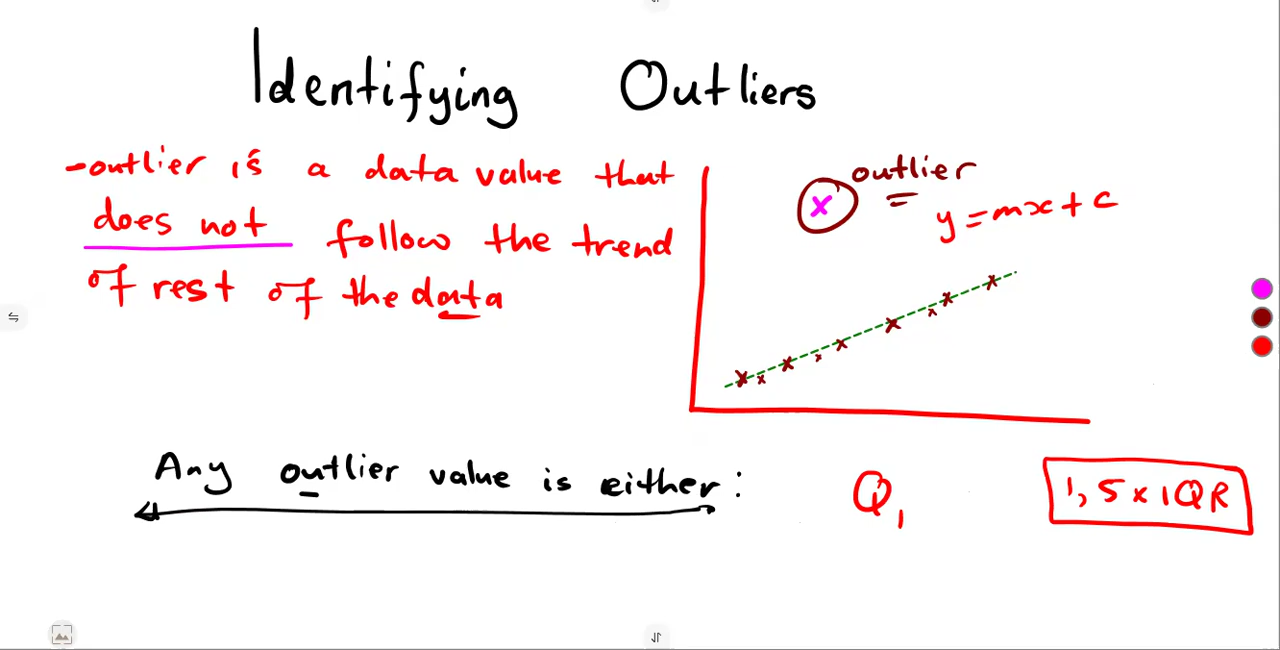 Identifying Outliers
-outlier is a data value that
does not follow the trend
of rest of the data
outlier
y = mx + c
Any outlier value is either:
Q1
1,5 x IQR